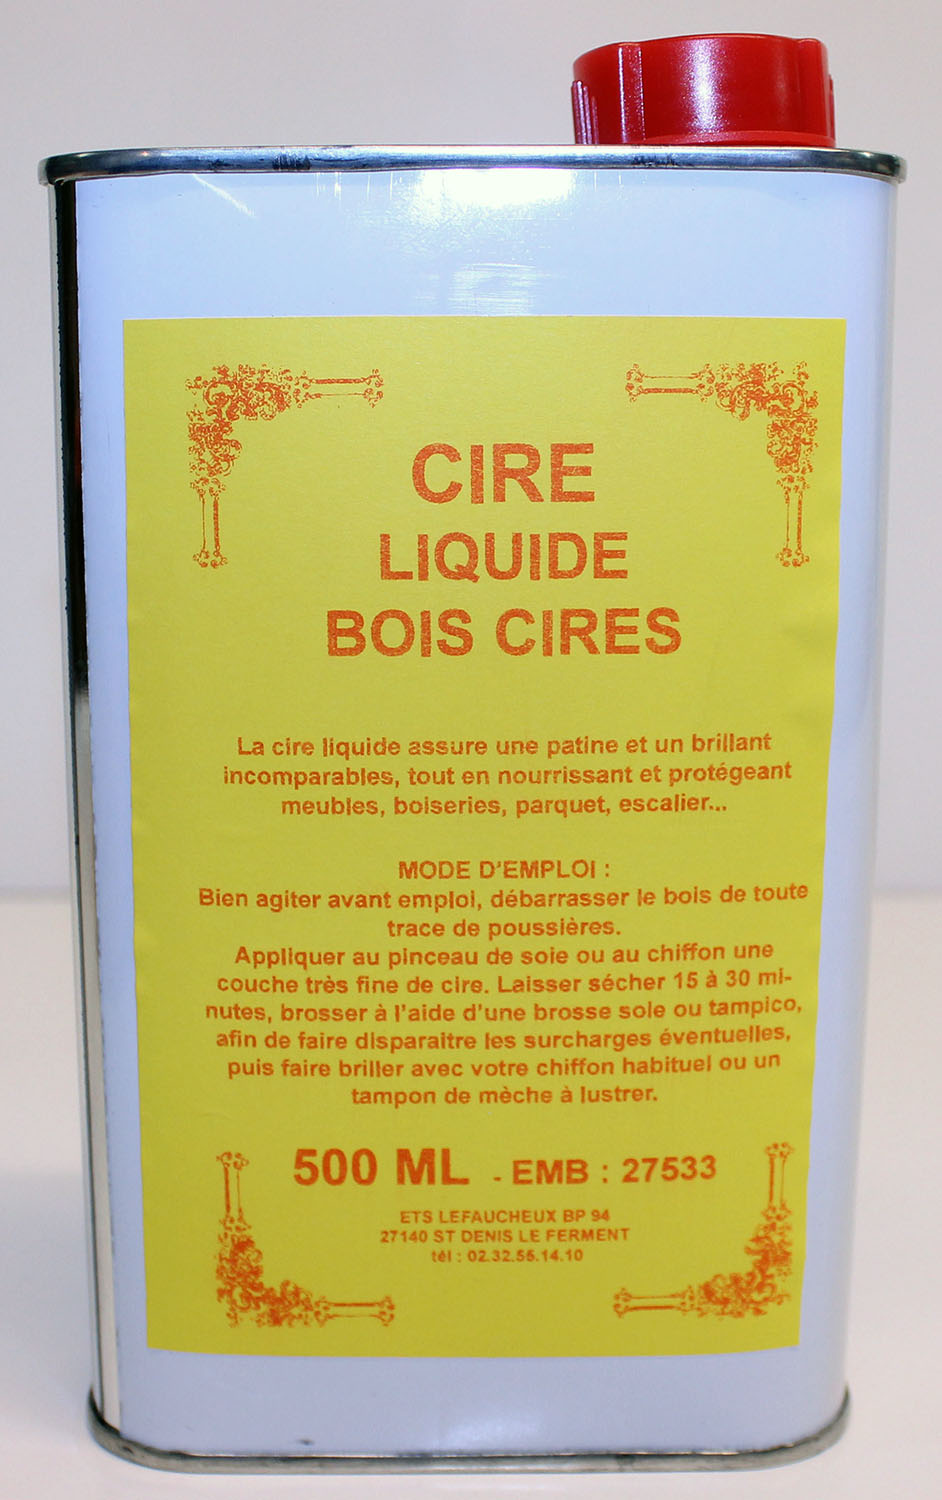 CIRE
LIQUIDE
BOIS CIRES
La cire liquide assure une patine et un brillant
incomparables, tout en nourrissant et protégeant
meubles, boiseries, parquet, escalier...
MODE D'EMPLOI :
Bien agiter avant emploi, débarrasser le bois de toute
trace de poussières.
Appliquer au pinceau de soie ou au chiffon une
couche très fine de cire. Laisser sécher 15 à 30 mi-
nutes, brosser à l'aide d'une brosse soie ou tampico,
afin de faire disparaitre les surcharges éventuelles,
puis faire briller avec votre chiffon habituel ou un
tampon de mèche à lustrer.
500 ML - EMB : 27533
ETS LEFAUCHEUX BP 94
27140 ST DENIS LE FERMENT
tél : 02.32.55.14.10